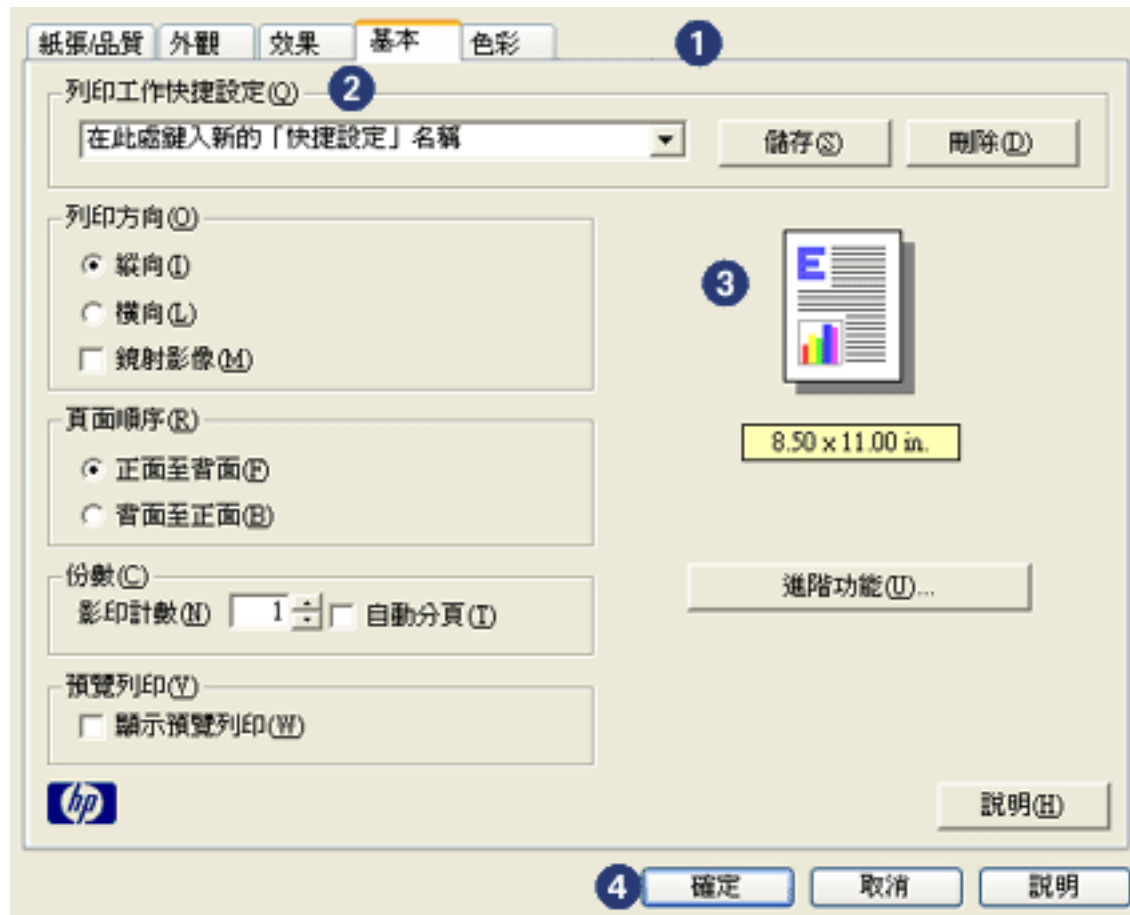 紙張/品質 外觀 效果 基本 色彩 1
列印工作快捷設定(Q) 2
在此處鍵入新的「快捷設定」名稱 儲存(S) 刪除(D)
列印方向(O)
縱向(I)
橫向(L)
鏡射影像(M)
3
E
8.50 x 11.00 in.
頁面順序(R)
正面至背面(F)
背面至正面(B)
份數(C)
影印計數(N) 1 自動分頁(T)
進階功能(U)...
預覽列印(V)
顯示預覽列印(W)
hp
說明(H)
4 確定 取消 說明